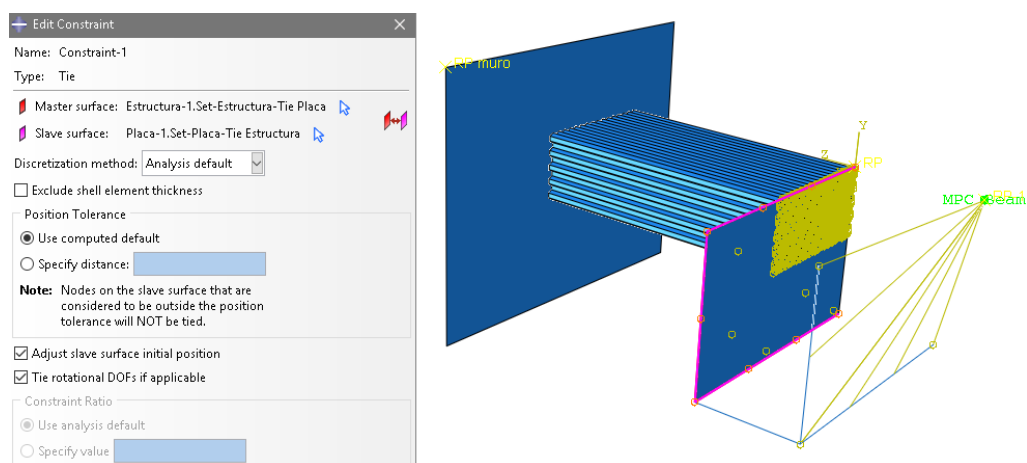 Edit Constraint
Name: Constraint-1
Type: Tie
Master surface: Estructura-1.Set-Estructura-Tie Placa
Slave surface: Placa-1.Set-Placa-Tie Estructura
Discretization method: Analysis default
Exclude shell element thickness
Position Tolerance
Use computed default
Specify distance:
Note: Nodes on the slave surface that are
considered to be outside the position
tolerance will NOT be tied.
Adjust slave surface initial position
Tie rotational DOFs if applicable
Constraint Ratio
Use analysis default
Specify value
RP muro
Y
Z
RP
MPC Beam